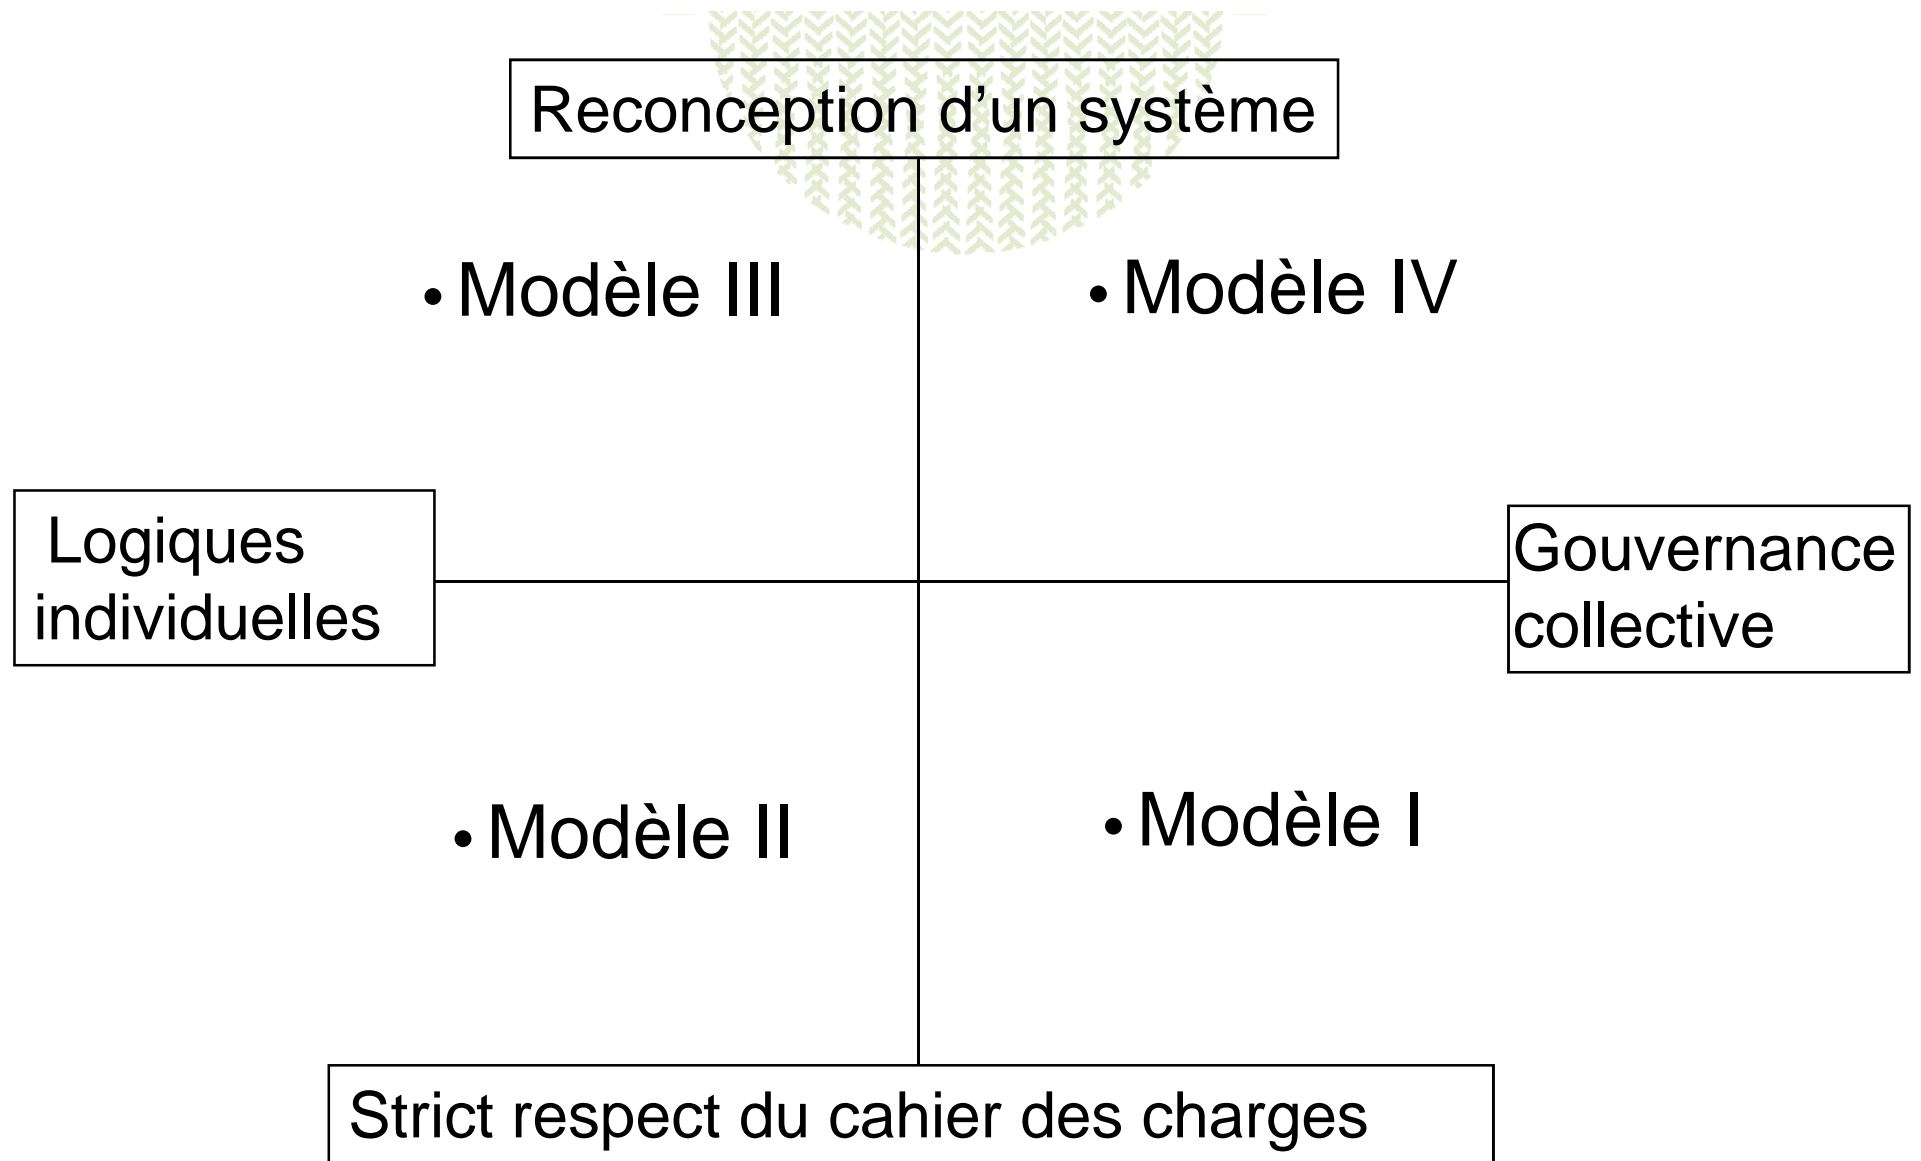 Reconception d’un système
• Modèle III
• Modèle IV
Logiques
individuelles
Gouvernance
collective
• Modèle II
• Modèle I
Strict respect du cahier des charges